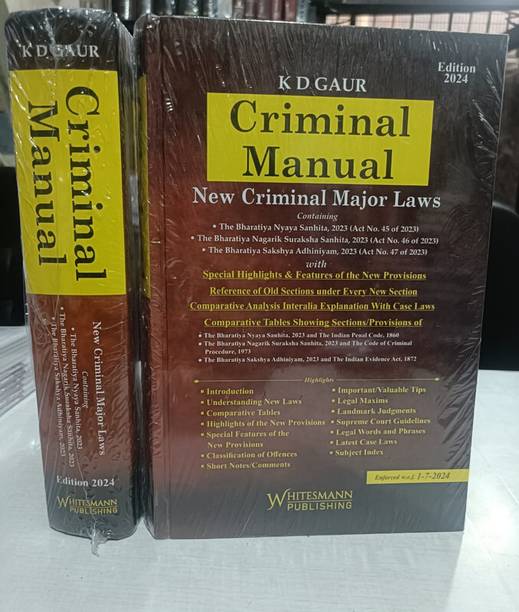 K D GAUR
Criminal
Manual
New Criminal Major Laws
Containing
• The Bharatiya Nyaya Sanhita, 2023
• The Bharatiya Nagarik Suraksha Sanhita, 2023
• The Bharatiya Sakshya Adhiniyam, 2023
Edition 2024
WHITESMANN
PUBLISHING
Edition
2024
K D GAUR
Criminal
Manual
New Criminal Major Laws
Containing
• The Bharatiya Nyaya Sanhita, 2023 (Act No. 45 of 2023)
• The Bharatiya Nagarik Suraksha Sanhita, 2023 (Act No. 46 of 2023)
• The Bharatiya Sakshya Adhiniyam, 2023 (Act No. 47 of 2023)
with
Special Highlights & Features of the New Provisions
Reference of Old Sections under Every New Section
Comparative Analysis Interalia Explanation With Case Laws
Comparative Tables Showing Sections/Provisions of
• The Bharatiya Nyaya Sanhita, 2023 and The Indian Penal Code, 1860
• The Bharatiya Nagarik Suraksha Sanhita, 2023 and The Code of Criminal
Procedure, 1973
• The Bharatiya Sakshya Adhiniyam, 2023 and The Indian Evidence Act, 1872
Highlights
• Introduction
• Understanding New Laws
• Comparative Tables
• Highlights of the New Provisions
• Special Features of the
New Provisions
• Classification of Offences
• Short Notes/Comments
• Important/Valuable Tips
• Legal Maxims
• Landmark Judgments
• Supreme Court Guidelines
• Legal Words and Phrases
• Latest Case Laws
• Subject Index
Enforced w.e.f. 1-7-2024
WHITESMANN
PUBLISHING